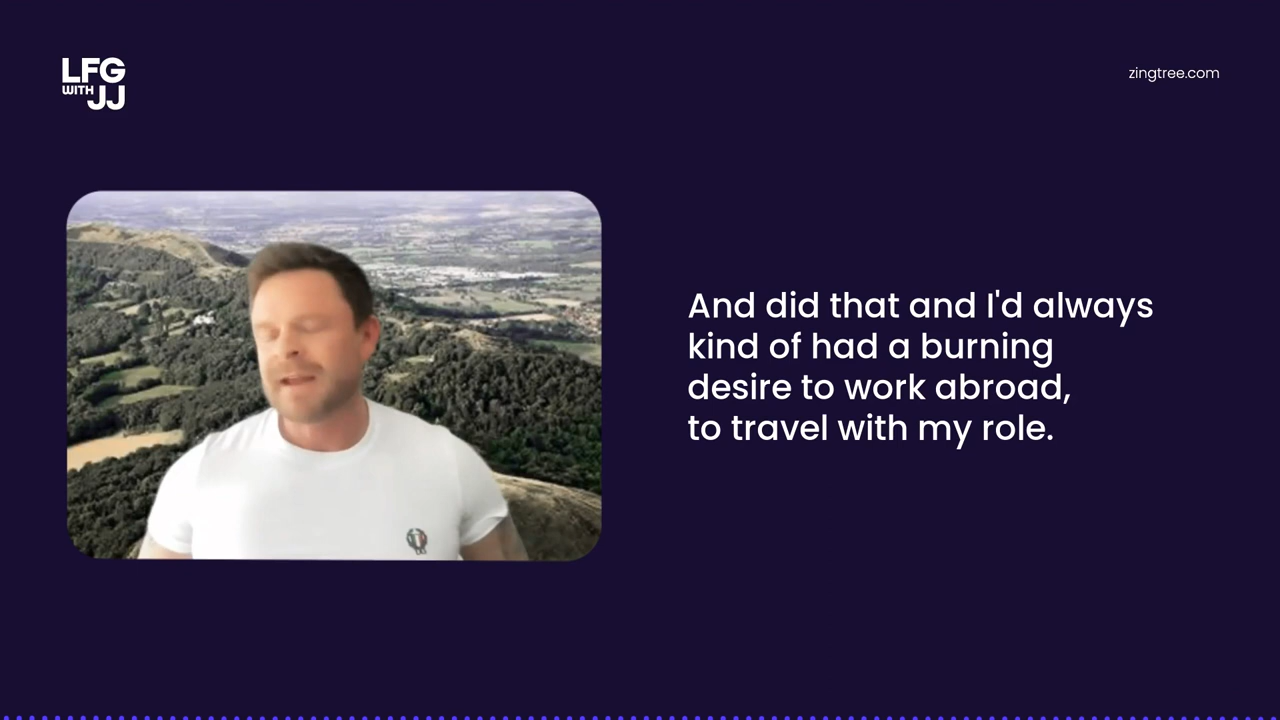 LFG
WITH JJ
zingtree.com
And did that and I'd always
kind of had a burning
desire to work abroad,
to travel with my role.